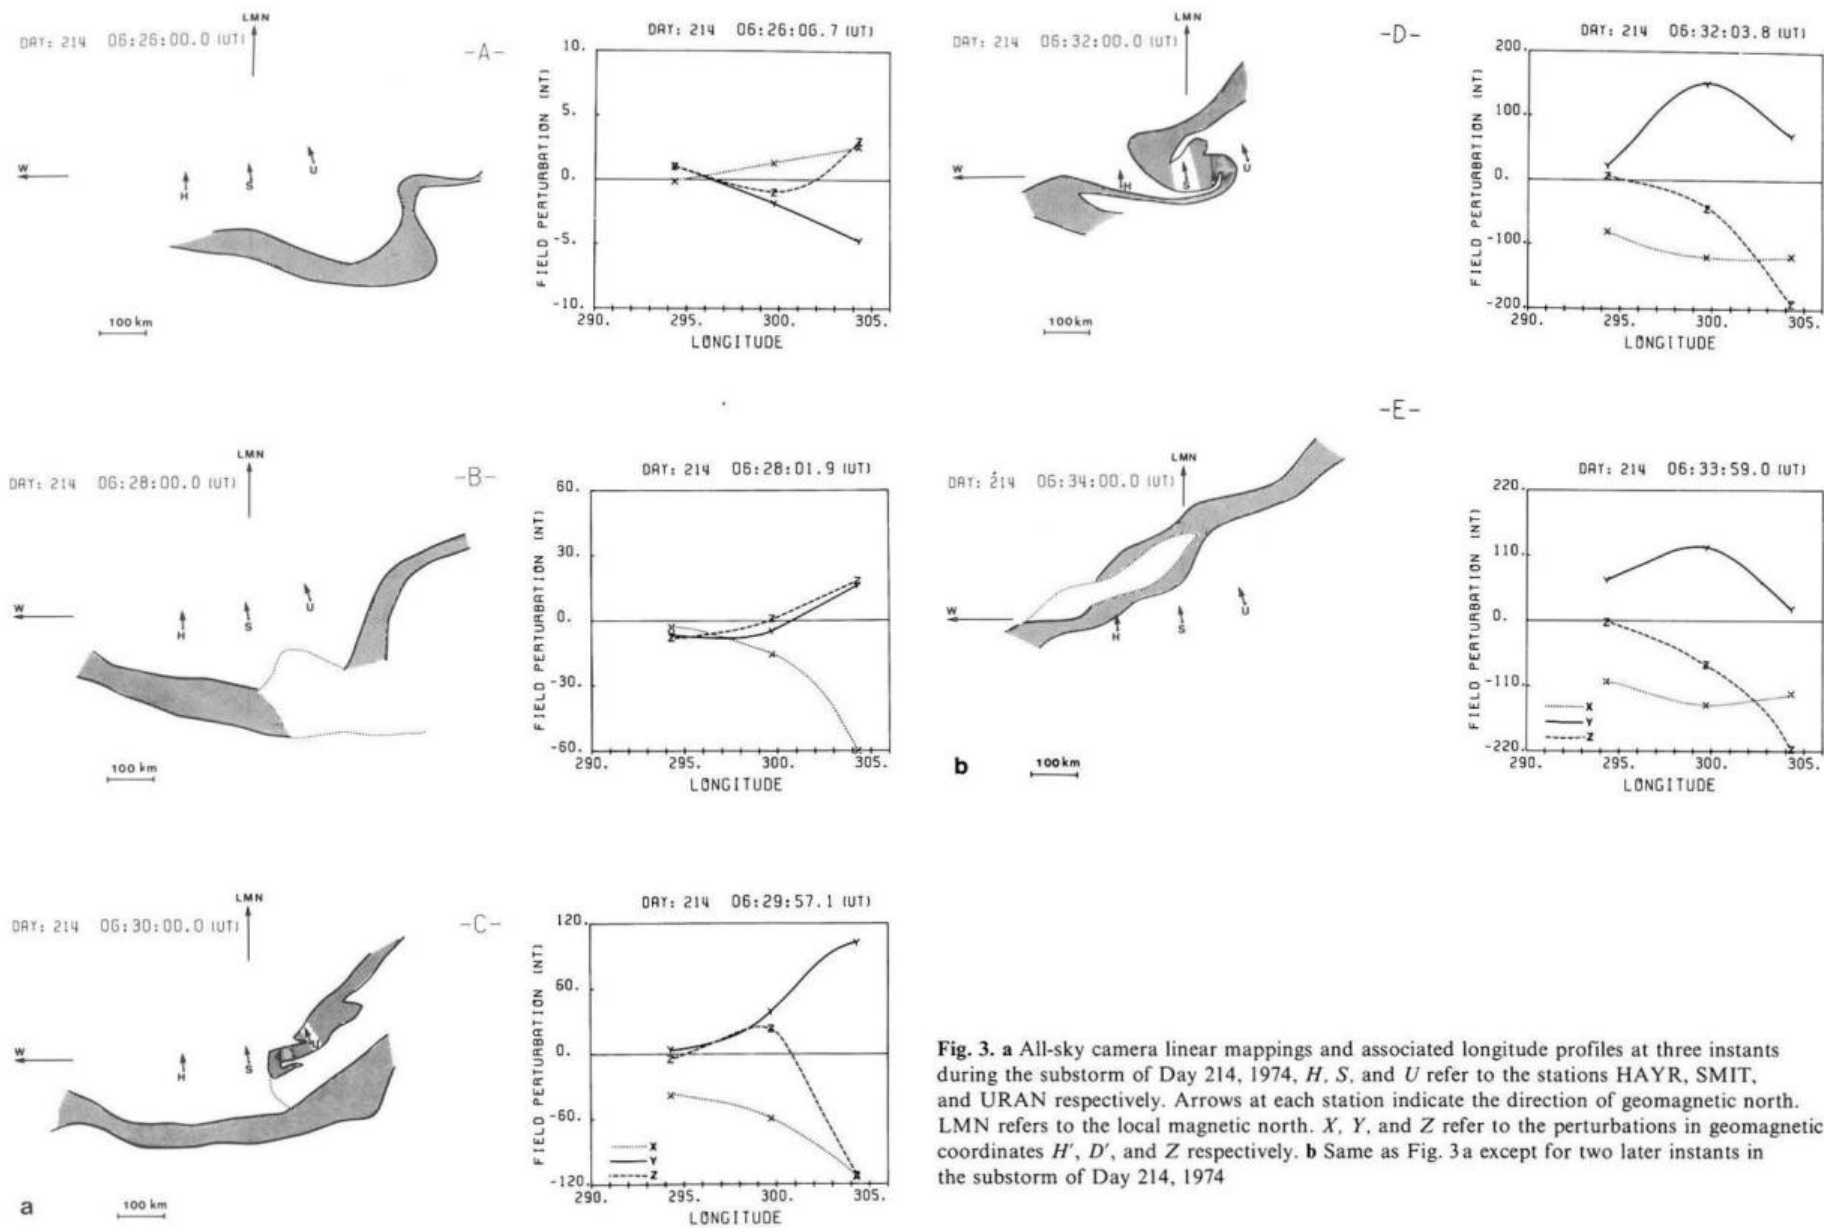 LMN
DAY: 214 06:26:00.0 (UT)
-A-
W
H
S
U
100 km
DAY: 214 06:26:06.7 (UT)
FIELD PERTURBATION (NT)
10.
5.
0.
-5.
-10.
X
Z
Y
Z
X
Y
290. 295. 300. 305.
LONGITUDE
LMN
DAY: 214 06:28:00.0 (UT)
-B-
W
H
S
U
100 km
DAY: 214 06:28:01.9 (UT)
FIELD PERTURBATION (NT)
60.
30.
0.
-30.
-60.
X
Z
Z
Y
X
Z
Y
X
290. 295. 300. 305.
LONGITUDE
LMN
DAY: 214 06:30:00.0 (UT)
-C-
W
H
S
U
100 km
a
DAY: 214 06:29:57.1 (UT)
FIELD PERTURBATION (NT)
120.
60.
0.
-60.
-120.
Y
Z
X
Y
Z
X
Y
X
Y
Z
290. 295. 300. 305.
LONGITUDE
LMN
DAY: 214 06:32:00.0 (UT)
-D-
W
H
S
U
100 km
DAY: 214 06:32:03.8 (UT)
FIELD PERTURBATION (NT)
200.
100.
0.
-100.
-200.
Y
Z
X
Y
Z
X
Y
X
Z
290. 295. 300. 305.
LONGITUDE
-E-
LMN
DAY: 214 06:34:00.0 (UT)
W
H
S
U
b
100 km
DAY: 214 06:33:59.0 (UT)
FIELD PERTURBATION (NT)
220.
110.
0.
-110.
-220.
Y
Z
X
Y
Z
X
Y
X
Z
X
Y
Z
290. 295. 300. 305.
LONGITUDE
Fig. 3. a All-sky camera linear mappings and associated longitude profiles at three instants
during the substorm of Day 214, 1974, H, S, and U refer to the stations HAYR, SMIT,
and URAN respectively. Arrows at each station indicate the direction of geomagnetic north.
LMN refers to the local magnetic north. X, Y, and Z refer to the perturbations in geomagnetic
coordinates H', D', and Z respectively. b Same as Fig. 3a except for two later instants in
the substorm of Day 214, 1974